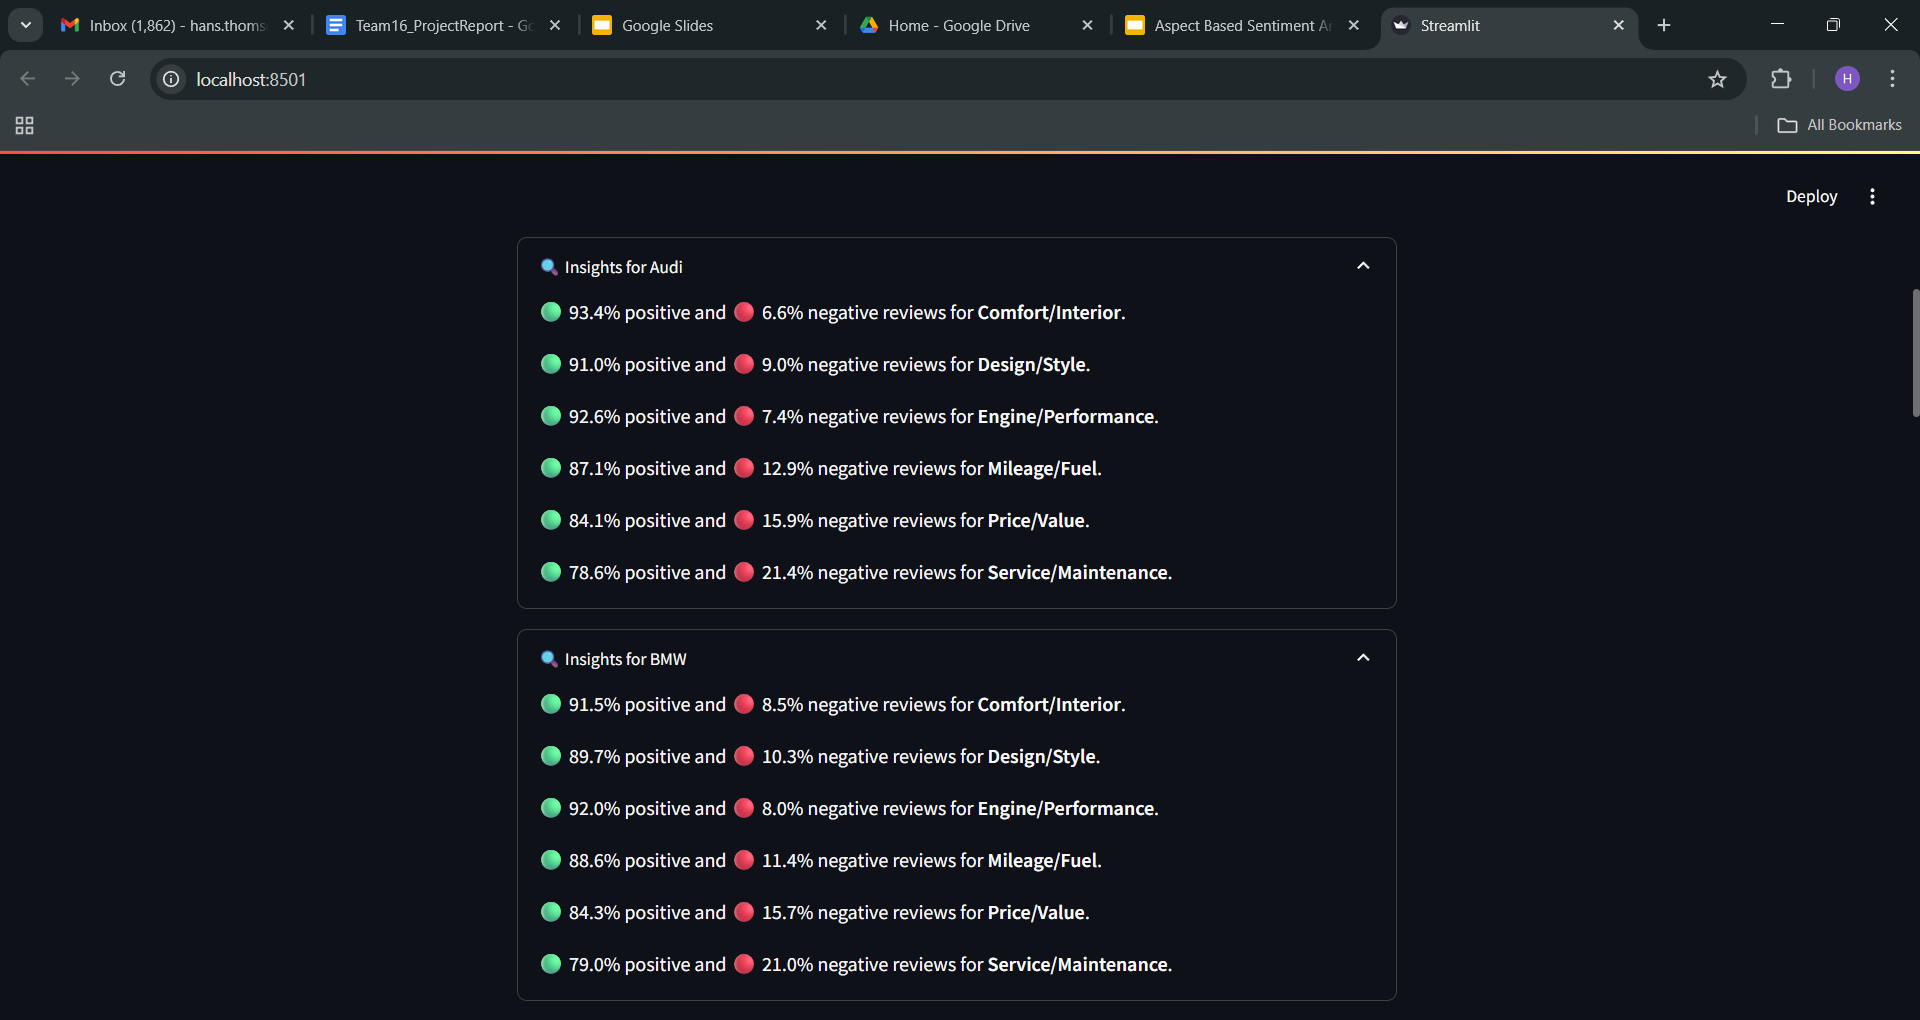 Inbox (1,862) - hans.thoms
Team16_ProjectReport - Go
Google Slides
Home - Google Drive
Aspect Based Sentiment A
Streamlit
localhost:8501
H
All Bookmarks
Deploy
Insights for Audi
93.4% positive and 6.6% negative reviews for Comfort/Interior.
91.0% positive and 9.0% negative reviews for Design/Style.
92.6% positive and 7.4% negative reviews for Engine/Performance.
87.1% positive and 12.9% negative reviews for Mileage/Fuel.
84.1% positive and 15.9% negative reviews for Price/Value.
78.6% positive and 21.4% negative reviews for Service/Maintenance.
Insights for BMW
91.5% positive and 8.5% negative reviews for Comfort/Interior.
89.7% positive and 10.3% negative reviews for Design/Style.
92.0% positive and 8.0% negative reviews for Engine/Performance.
88.6% positive and 11.4% negative reviews for Mileage/Fuel.
84.3% positive and 15.7% negative reviews for Price/Value.
79.0% positive and 21.0% negative reviews for Service/Maintenance.